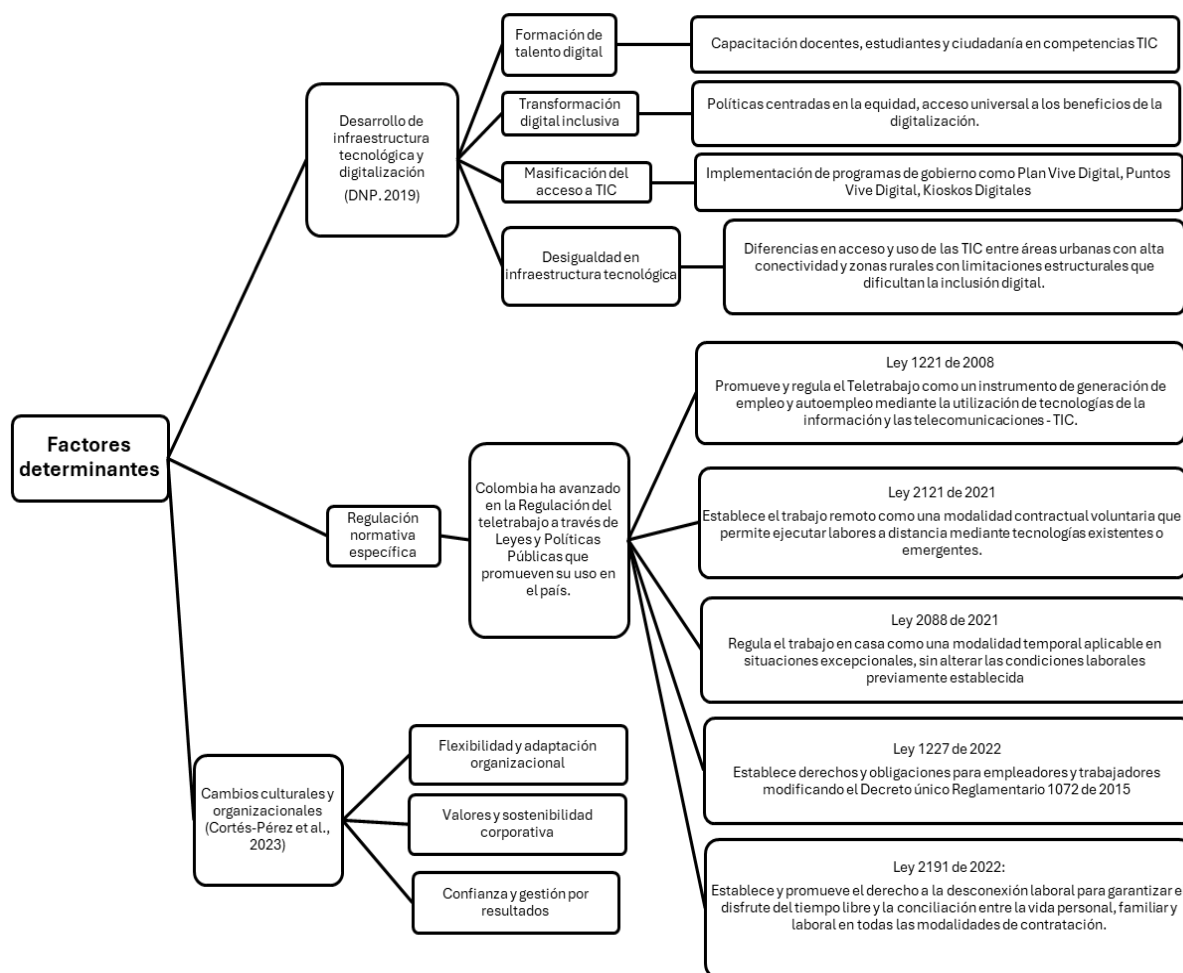 Factores
determinantes
Desarrollo de
infraestructura
tecnológica y
digitalización
(DNP. 2019)
Formación de
talento digital
Capacitación docentes, estudiantes y ciudadanía en competencias TIC
Transformación
digital inclusiva
Políticas centradas en la equidad, acceso universal a los beneficios de la
digitalización.
Masificación del
acceso a TIC
Implementación de programas de gobierno como Plan Vive Digital, Puntos
Vive Digital, Kioskos Digitales
Desigualdad en
infraestructura tecnológica
Diferencias en acceso y uso de las TIC entre áreas urbanas con alta
conectividad y zonas rurales con limitaciones estructurales que
dificultan la inclusión digital.
Regulación
normativa
específica
Colombia ha avanzado
en la Regulación del
teletrabajo a través de
Leyes y Políticas
Públicas que
promueven su uso en
el país.
Ley 1221 de 2008
Promueve y regula el Teletrabajo como un instrumento de generación de
empleo y autoempleo mediante la utilización de tecnologías de la
información y las telecomunicaciones - TIC.
Ley 2121 de 2021
Establece el trabajo remoto como una modalidad contractual voluntaria que
permite ejecutar labores a distancia mediante tecnologías existentes o
emergentes.
Ley 2088 de 2021
Regula el trabajo en casa como una modalidad temporal aplicable en
situaciones excepcionales, sin alterar las condiciones laborales
previamente establecida
Ley 1227 de 2022
Establece derechos y obligaciones para empleadores y trabajadores
modificando el Decreto único Reglamentario 1072 de 2015
Ley 2191 de 2022:
Establece y promueve el derecho a la desconexión laboral para garantizar e
disfrute del tiempo libre y la conciliación entre la vida personal, familiar y
laboral en todas las modalidades de contratación.
Cambios culturales y
organizacionales
(Cortés-Pérez et al.,
2023)
Flexibilidad y adaptación
organizacional
Valores y sostenibilidad
corporativa
Confianza y gestión por
resultados